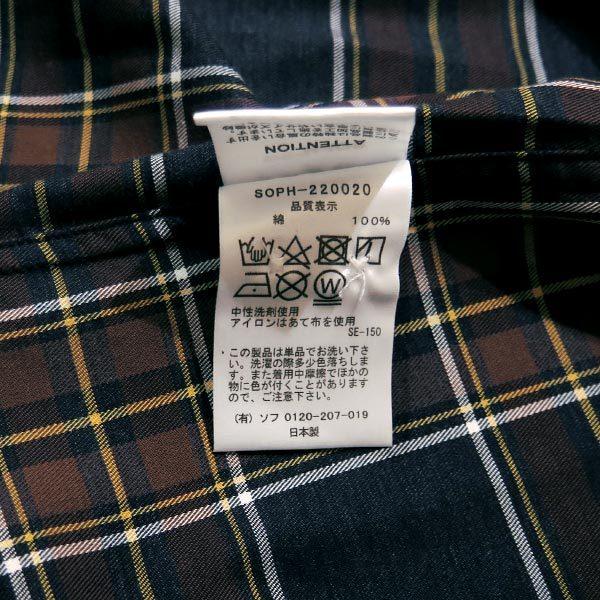 ATTENTION
SOPH-220020
品質表示
綿 100%
中性洗剤使用
アイロンはあて布を使用
SE-150
この製品は単品でお洗い下さ
い。洗濯の際多少色落ちしま
す。また着用中摩擦でほかの
物に色が付くことがあります
ので、ご注意下さい。
(有) ソフ 0120-207-019
日本製